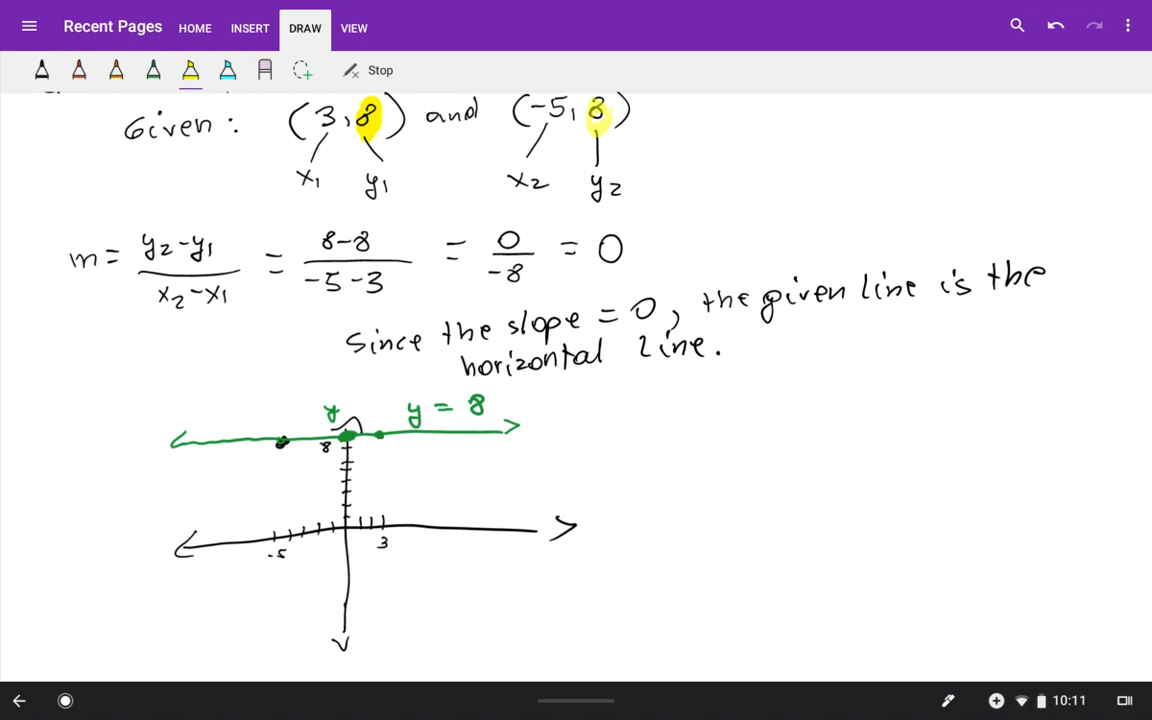 Recent Pages HOME INSERT DRAW VIEW
Stop
Given: (3, 8) and (-5, 8)
x1 y1 x2 y2
m = y2-y1 / x2-x1 = 8-8 / -5-3 = 0 / -8 = 0
Since the slope = 0, the given line is the
horizontal line.
y y = 8
8
-5 3
10:11